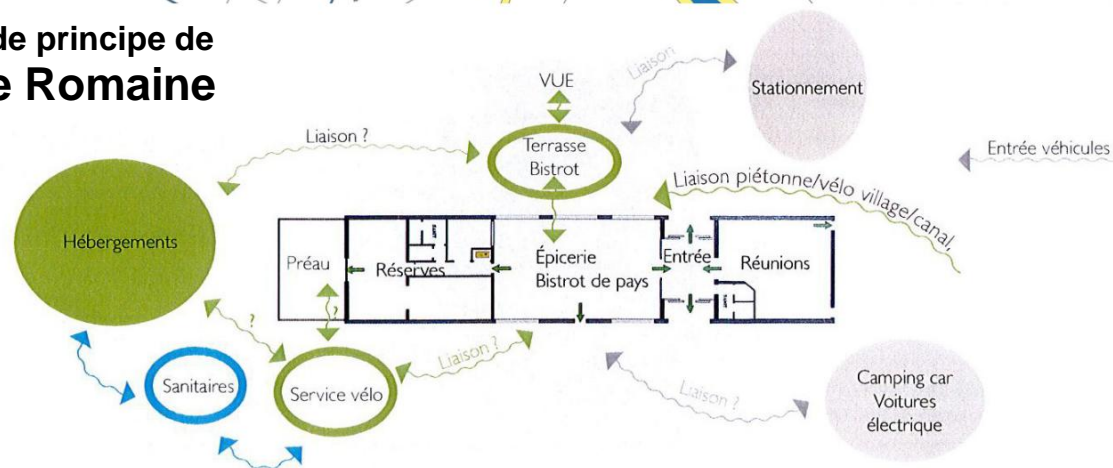 de principe de
e Romaine
VUE
Liaison
Stationnement
Liaison ?
Terrasse
Bistrot
Entrée véhicules
Liaison piétonne/vélo village/canal,
Hébergements
Préau
Réserves
Épicerie
Bistrot de pays
Entrée
Réunions
?
?
Liaison ?
Sanitaires
Service vélo
Liaison ?
Camping car
Voitures
électrique